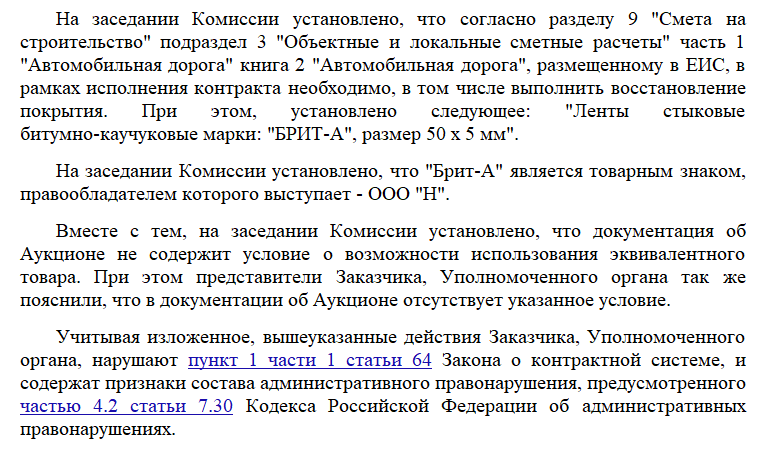 На заседании Комиссии установлено, что согласно разделу 9 "Смета на
строительство" подраздел 3 "Объектные и локальные сметные расчеты" часть 1
"Автомобильная дорога" книга 2 "Автомобильная дорога", размещенному в ЕИС, в
рамках исполнения контракта необходимо, в том числе выполнить восстановление
покрытия. При этом, установлено следующее: "Ленты стыковые
битумно-каучуковые марки: "БРИТ-А", размер 50 x 5 мм".
На заседании Комиссии установлено, что "Брит-А" является товарным знаком,
правообладателем которого выступает - ООО "Н".
Вместе с тем, на заседании Комиссии установлено, что документация об
Аукционе не содержит условие о возможности использования эквивалентного
товара. При этом представители Заказчика, Уполномоченного органа так же
пояснили, что в документации об Аукционе отсутствует указанное условие.
Учитывая изложенное, вышеуказанные действия Заказчика, Уполномоченного
органа, нарушают пункт 1 части 1 статьи 64 Закона о контрактной системе, и
содержат признаки состава административного правонарушения, предусмотренного
частью 4.2 статьи 7.30 Кодекса Российской Федерации об административных
правонарушениях.